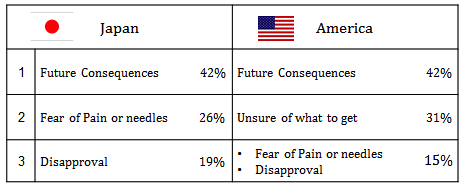 Japan America
1 Future Consequences 42% Future Consequences 42%
2 Fear of Pain or needles 26% Unsure of what to get 31%
3 Disapproval 19% • Fear of Pain or needles 15%
• Disapproval